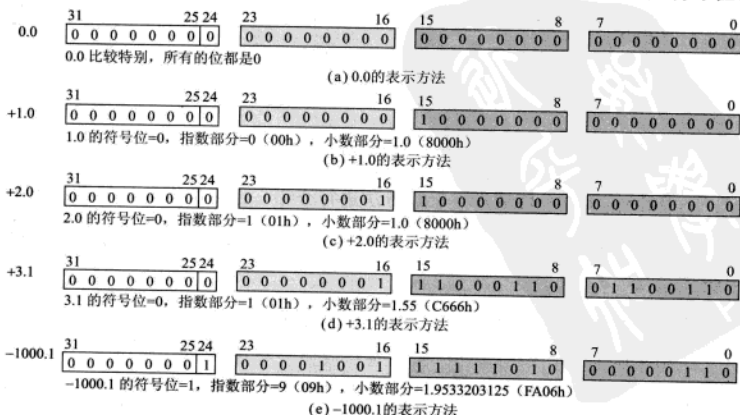 31 25 24 23 16 15 8 7 0
0.0 0 0 0 0 0 0 0 0 0 0 0 0 0 0 0 0 0 0 0 0 0 0 0 0 0 0 0 0 0 0 0 0
0.0 比较特别，所有的位都是0
(a) 0.0的表示方法
31 25 24 23 16 15 8 7 0
+1.0 0 0 0 0 0 0 0 0 0 0 0 0 0 0 0 0 1 0 0 0 0 0 0 0 0 0 0 0 0 0 0 0
1.0 的符号位=0，指数部分=0（00h），小数部分=1.0（8000h）
(b) +1.0的表示方法
31 25 24 23 16 15 8 7 0
+2.0 0 0 0 0 0 0 0 0 0 0 0 0 0 0 0 1 1 0 0 0 0 0 0 0 0 0 0 0 0 0 0 0
2.0 的符号位=0，指数部分=1（01h），小数部分=1.0（8000h）
(c) +2.0的表示方法
31 25 24 23 16 15 8 7 0
+3.1 0 0 0 0 0 0 0 0 0 0 0 0 0 0 0 1 1 1 0 0 0 1 1 0 0 1 1 0 0 1 1 0
3.1 的符号位=0，指数部分=1（01h），小数部分=1.55（C666h）
(d) +3.1的表示方法
31 25 24 23 16 15 8 7 0
−1000.1 0 0 0 0 0 0 0 1 0 0 0 0 1 0 0 1 1 1 1 1 1 0 1 0 0 0 0 0 0 1 1 0
−1000.1 的符号位=1，指数部分=9（09h），小数部分=1.9533203125（FA06h）
(e) −1000.1的表示方法